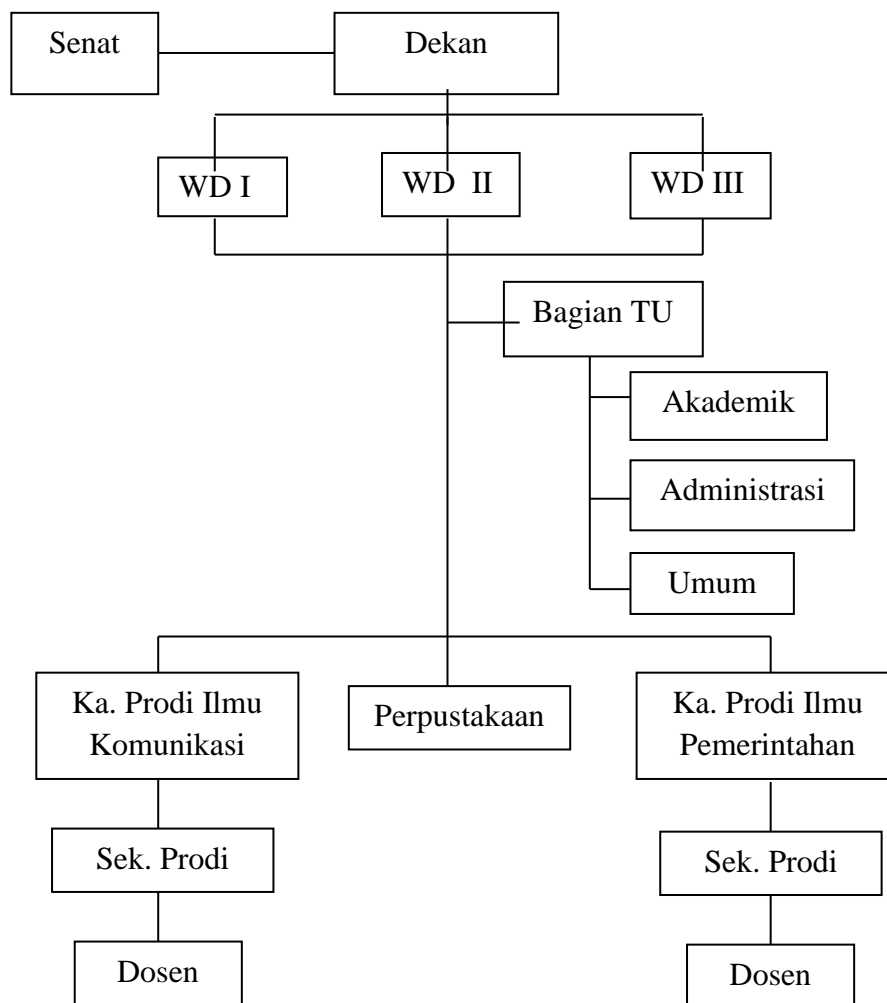 Senat
Dekan
WD I
WD II
WD III
Bagian TU
Akademik
Administrasi
Umum
Ka. Prodi Ilmu
Komunikasi
Perpustakaan
Ka. Prodi Ilmu
Pemerintahan
Sek. Prodi
Sek. Prodi
Dosen
Dosen